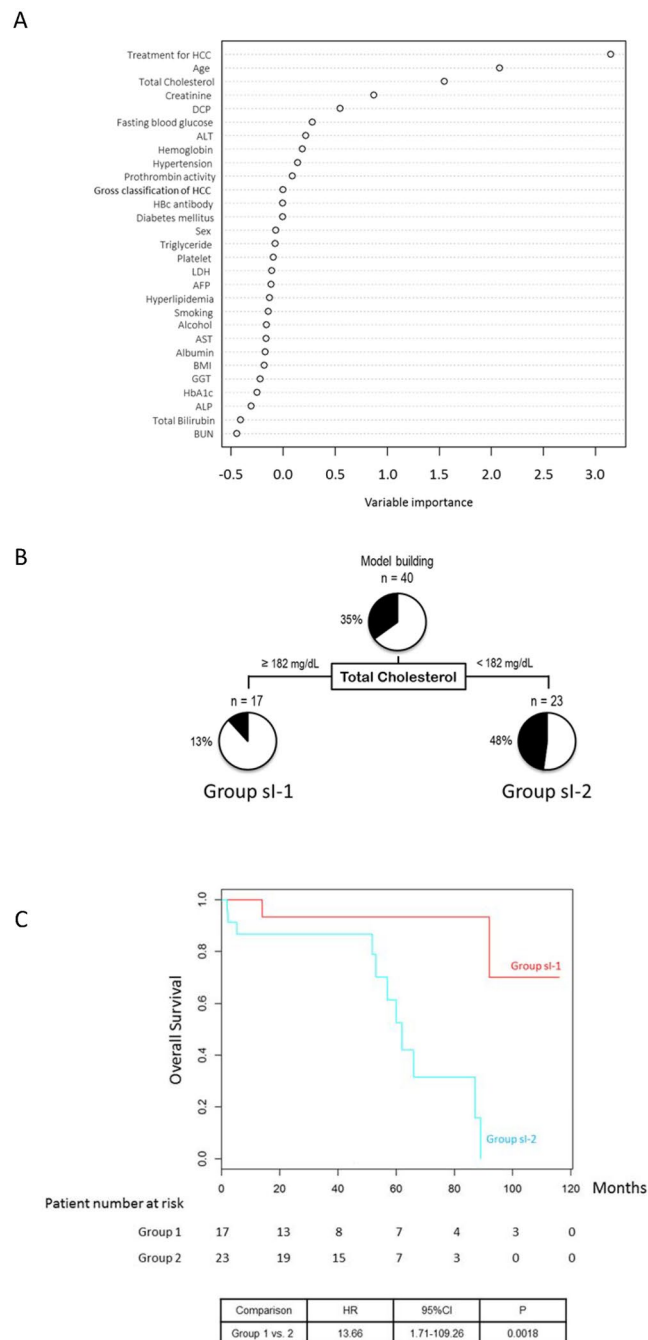 A
Treatment for HCC
Age
Total Cholesterol
Creatinine
DCP
Fasting blood glucose
ALT
Hemoglobin
Hypertension
Prothrombin activity
Gross classification of HCC
HBc antibody
Diabetes mellitus
Sex
Triglyceride
Platelet
LDH
AFP
Hyperlipidemia
Smoking
Alcohol
AST
Albumin
BMI
GGT
HbA1c
ALP
Total Bilirubin
BUN
-0.5 0.0 0.5 1.0 1.5 2.0 2.5 3.0
Variable importance
B
Model building
n = 40
35%
≥ 182 mg/dL Total Cholesterol < 182 mg/dL
n = 17 n = 23
13% 48%
Group sI-1 Group sI-2
C
Overall Survival
1.0
0.8
0.6
0.4
0.2
0.0
Group sI-1
Group sI-2
0 20 40 60 80 100 120 Months
Patient number at risk
Group 1 17 13 8 7 4 3 0
Group 2 23 19 15 7 3 0 0
Comparison HR 95%CI P
Group 1 vs. 2 13.66 1.71-109.26 0.0018